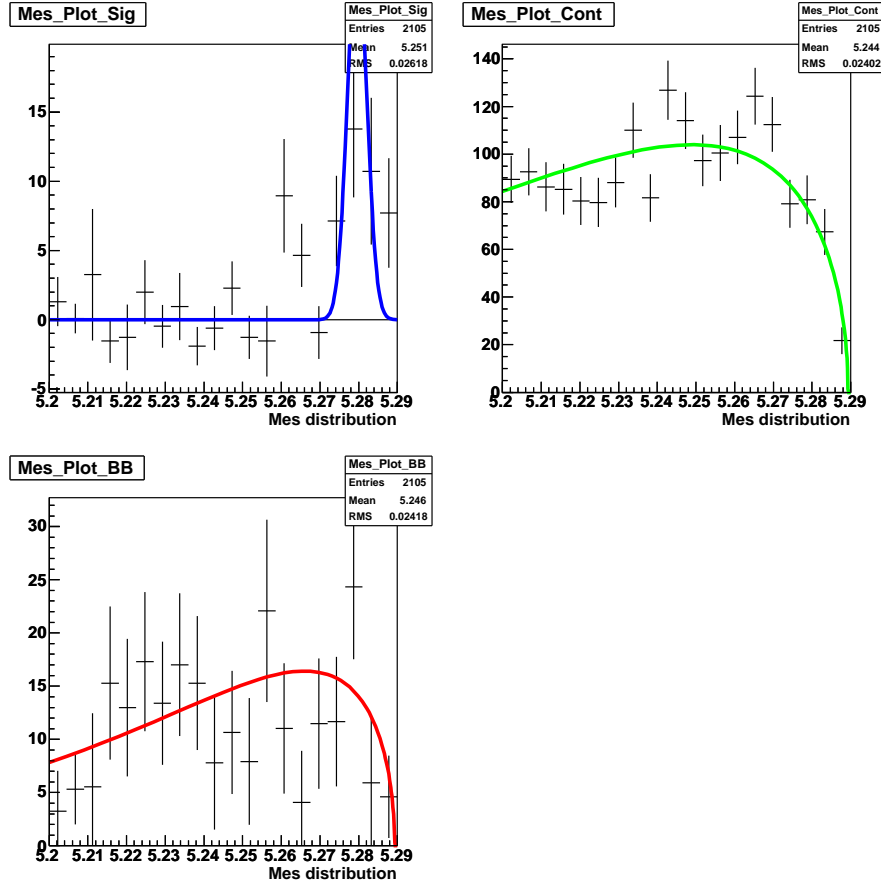 Mes_Plot_Sig
Mes_Plot_Sig
Entries 2105
Mean 5.251
RMS 0.02618
15
10
5
0
-5
5.2 5.21 5.22 5.23 5.24 5.25 5.26 5.27 5.28 5.29
Mes distribution
Mes_Plot_Cont
Mes_Plot_Cont
Entries 2105
Mean 5.244
RMS 0.02402
140
120
100
80
60
40
20
0
5.2 5.21 5.22 5.23 5.24 5.25 5.26 5.27 5.28 5.29
Mes distribution
Mes_Plot_BB
Mes_Plot_BB
Entries 2105
Mean 5.246
RMS 0.02418
30
25
20
15
10
5
0
5.2 5.21 5.22 5.23 5.24 5.25 5.26 5.27 5.28 5.29
Mes distribution